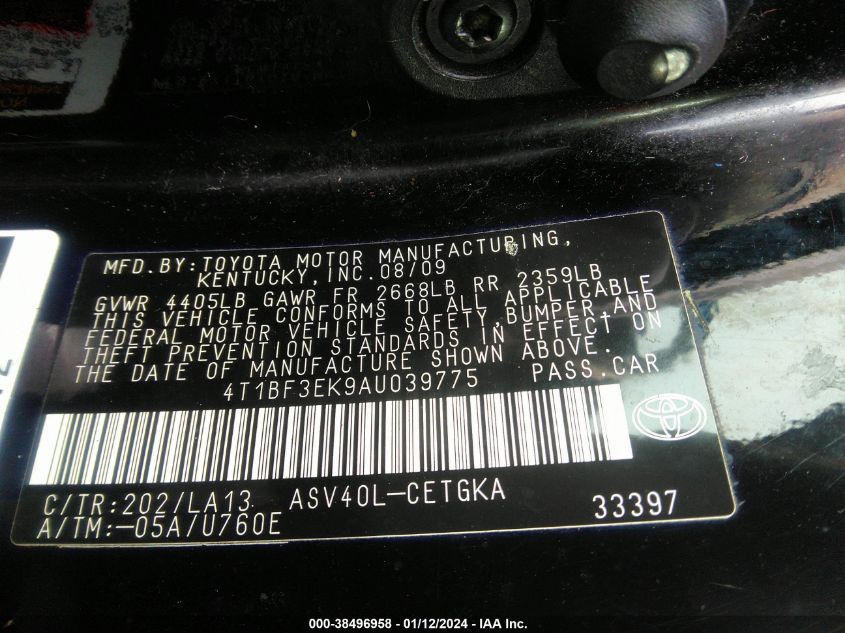 MFD.BY:TOYOTA MOTOR MANUFACTURING,
KENTUCKY,INC.08/09
GVWR 4405LB GAWR FR 2668LB RR 2359LB
THIS VEHICLE CONFORMS TO ALL APPLICABLE
FEDERAL MOTOR VEHICLE SAFETY,BUMPER,AND
THEFT PREVENTION STANDARDS IN EFFECT ON
THE DATE OF MANUFACTURE SHOWN ABOVE.
4T1BF3EK9AU039775 PASS.CAR
C/TR:202/LA13 ASV40L-CETGKA
A/TM:-05A/U760E 33397
000-38496958 - 01/12/2024 - IAA Inc.